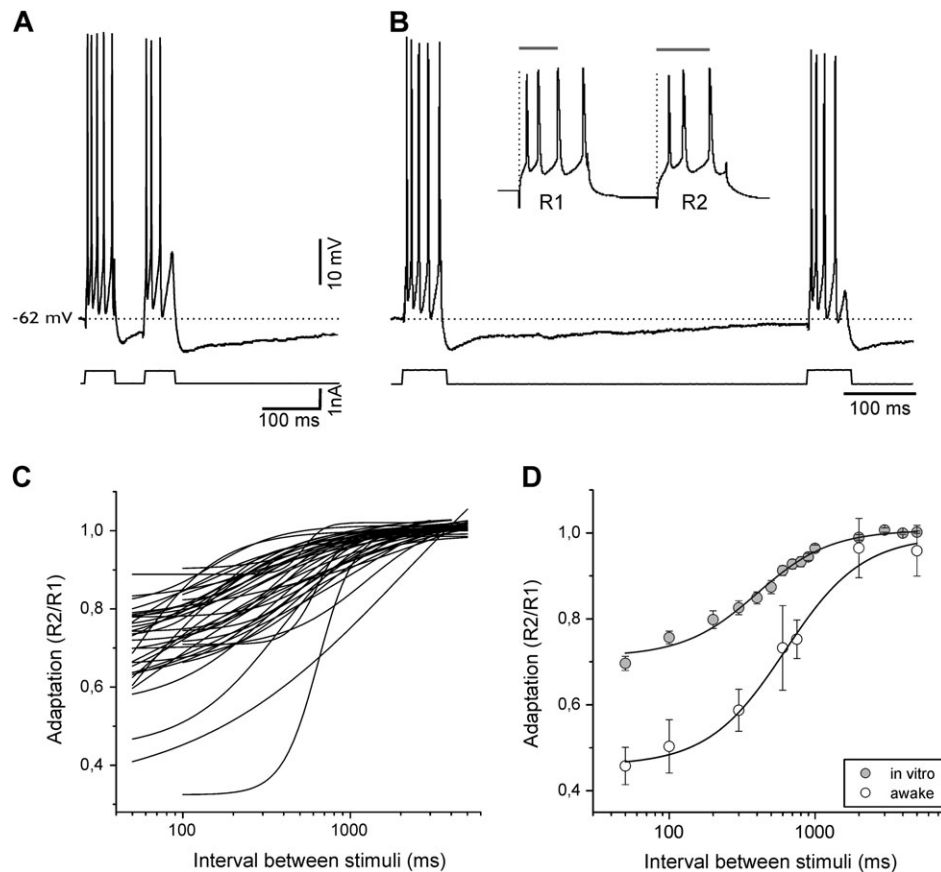 A
B
R1
R2
10 mV
-62 mV
1nA
100 ms
100 ms
C
1,0
0,8
0,6
0,4
Adaptation (R2/R1)
100
1000
Interval between stimuli (ms)
D
1,0
0,8
0,6
0,4
Adaptation (R2/R1)
100
1000
Interval between stimuli (ms)
in vitro
awake